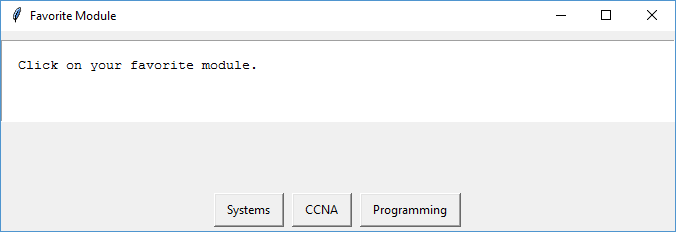 Favorite Module
Click on your favorite module.
Systems CCNA Programming